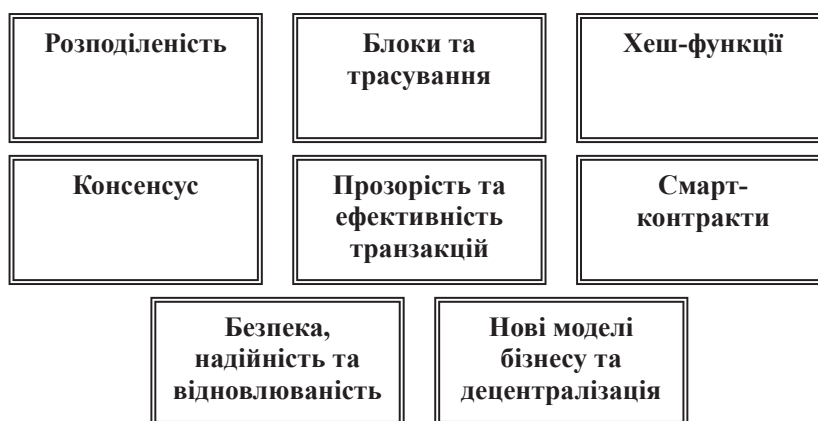 Розподіленість
Блоки та
трасування
Хеш-функції
Консенсус
Прозорість та
ефективність
транзакцій
Смарт-
контракти
Безпека,
надійність та
відновлюваність
Нові моделі
бізнесу та
децентралізація